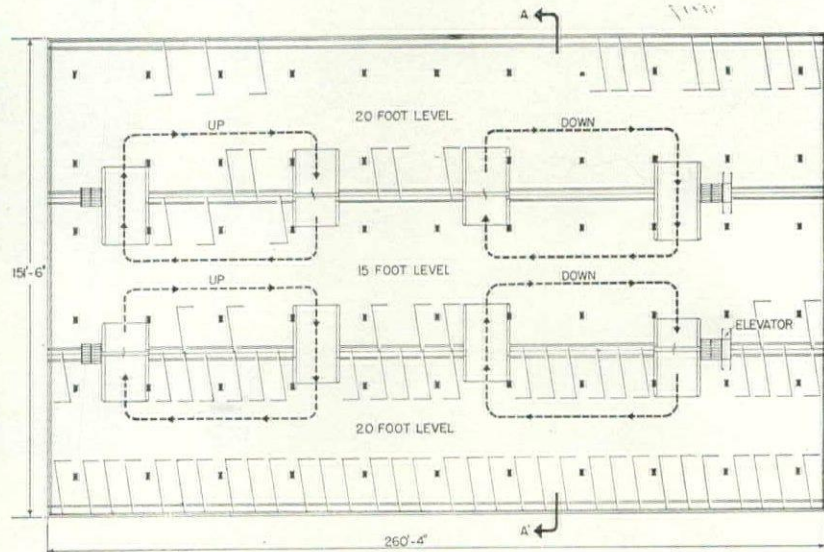 A
UP
20 FOOT LEVEL
DOWN
151'-6"
15 FOOT LEVEL
UP
DOWN
ELEVATOR
20 FOOT LEVEL
A'
260'-4"